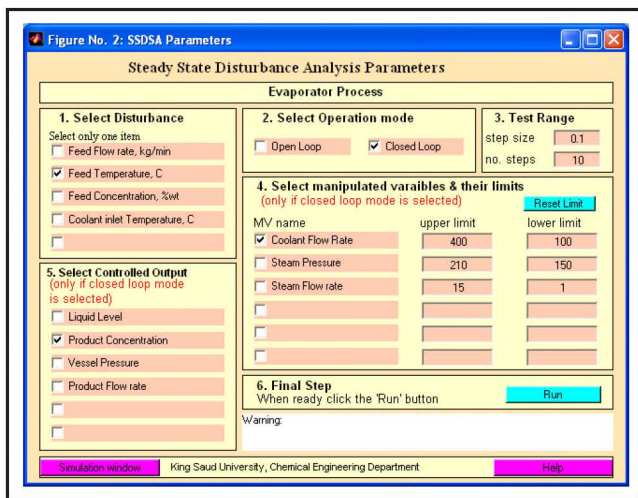 Figure No. 2: SSDSA Parameters
Steady State Disturbance Analysis Parameters
Evaporator Process
1. Select Disturbance
Select only one item
Feed Flow rate, kg/min
Feed Temperature, C
Feed Concentration, %wt
Coolant inlet Temperature, C
2. Select Operation mode
Open Loop
Closed Loop
3. Test Range
step size 0.1
no. steps 10
4. Select manipulated varaibles & their limits
(only if closed loop mode is selected)
Reset Limit
MV name upper limit lower limit
Coolant Flow Rate 400 100
Steam Pressure 210 150
Steam Flow rate 15 1
5. Select Controlled Output
(only if closed loop mode
is selected)
Liquid Level
Product Concentration
Vessel Pressure
Product Flow rate
6. Final Step
When ready click the 'Run' button
Run
Warning:
Simulation window
King Saud University, Chemical Engineering Department
Help